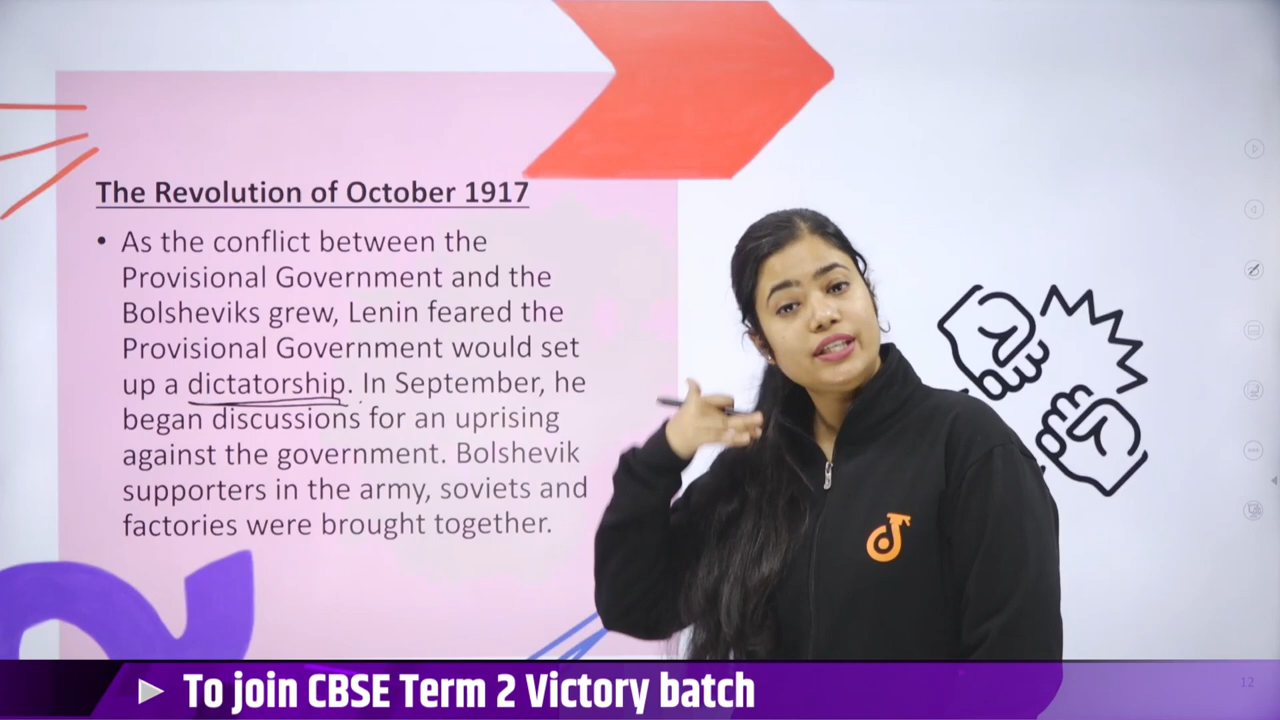 The Revolution of October 1917
• As the conflict between the
Provisional Government and the
Bolsheviks grew, Lenin feared the
Provisional Government would set
up a dictatorship. In September, he
began discussions for an uprising
against the government. Bolshevik
supporters in the army, soviets and
factories were brought together.
To join CBSE Term 2 Victory batch
12